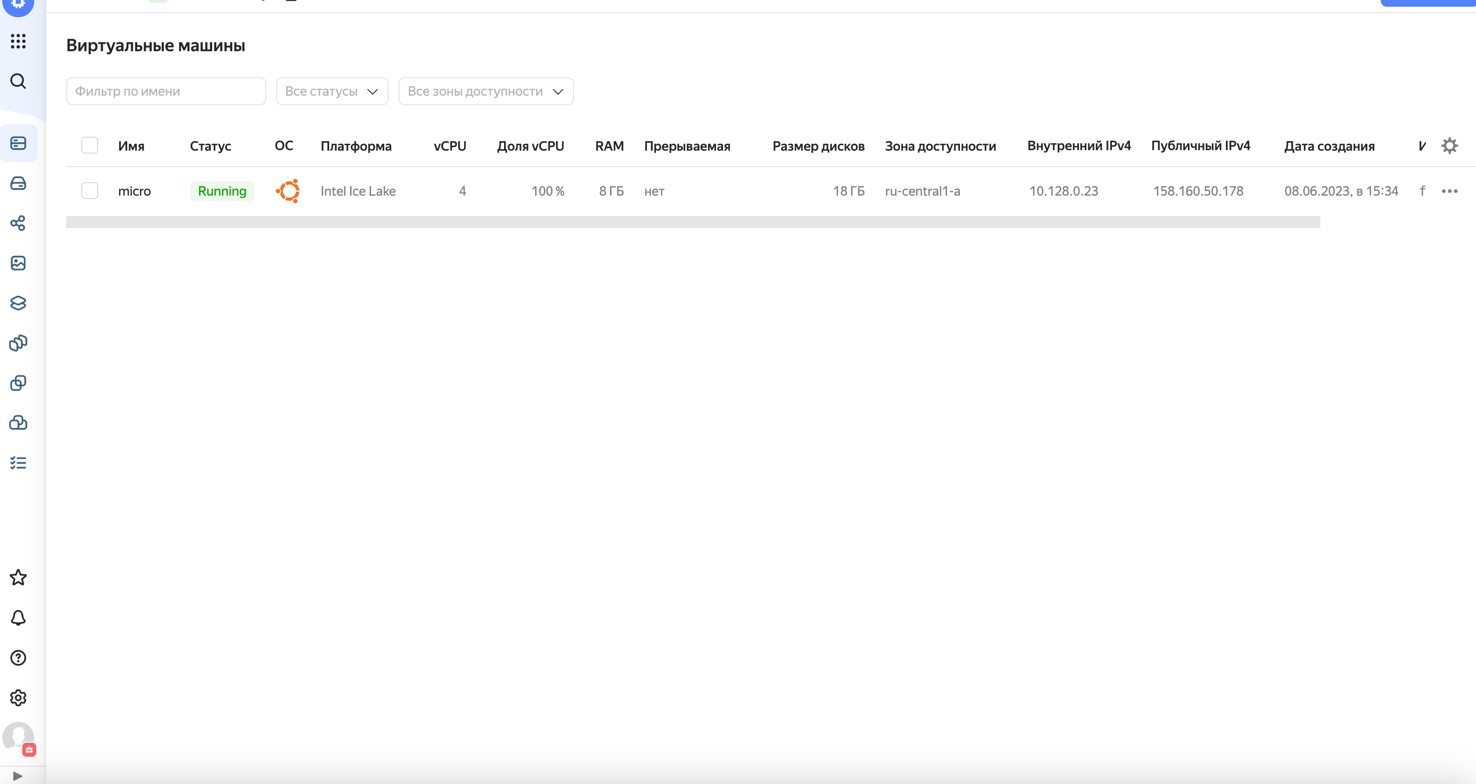 Виртуальные машины
Фильтр по имени Все статусы Все зоны доступности
Имя Статус ОС Платформа vCPU Доля vCPU RAM Прерываемая Размер дисков Зона доступности Внутренний IPv4 Публичный IPv4 Дата создания
micro Running Intel Ice Lake 4 100 % 8 ГБ нет 18 ГБ ru-central1-a 10.128.0.23 158.160.50.178 08.06.2023, в 15:34 f